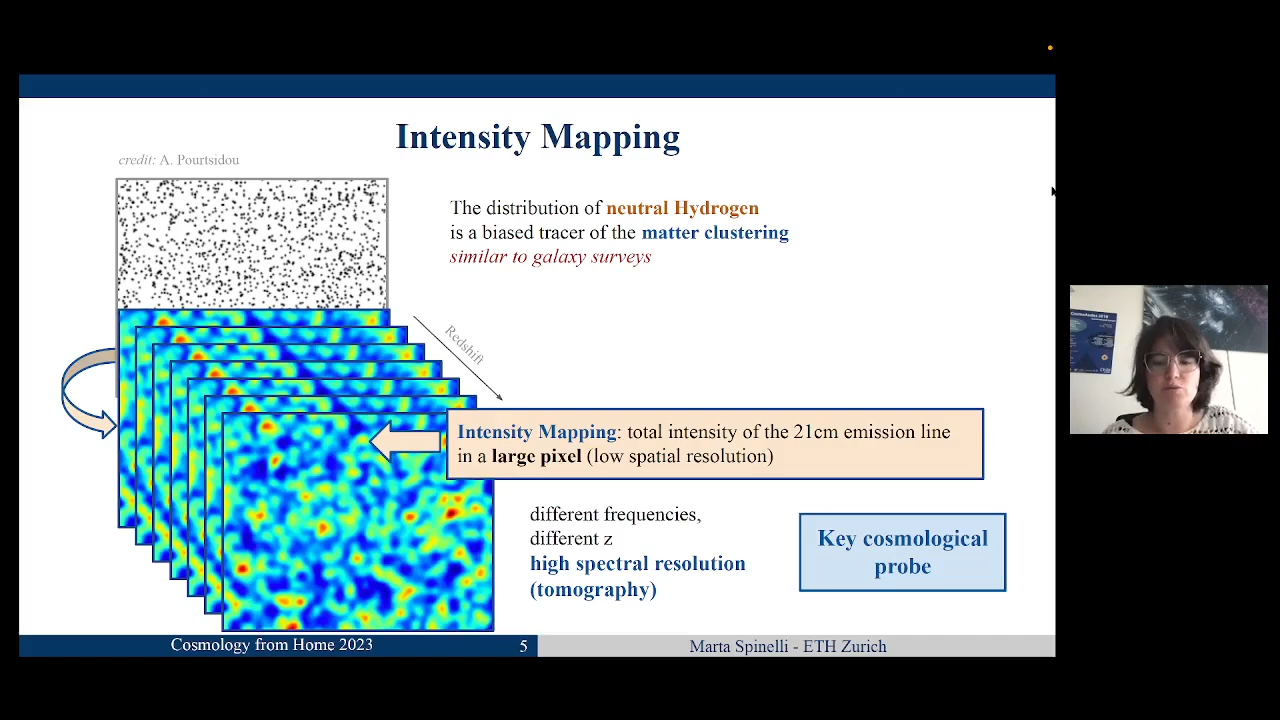 Intensity Mapping
credit: A. Pourtsidou
The distribution of neutral Hydrogen
is a biased tracer of the matter clustering
similar to galaxy surveys
Redshift
Intensity Mapping: total intensity of the 21cm emission line
in a large pixel (low spatial resolution)
different frequencies,
different z
high spectral resolution
(tomography)
Key cosmological
probe
Cosmology from Home 2023
5
Marta Spinelli - ETH Zurich